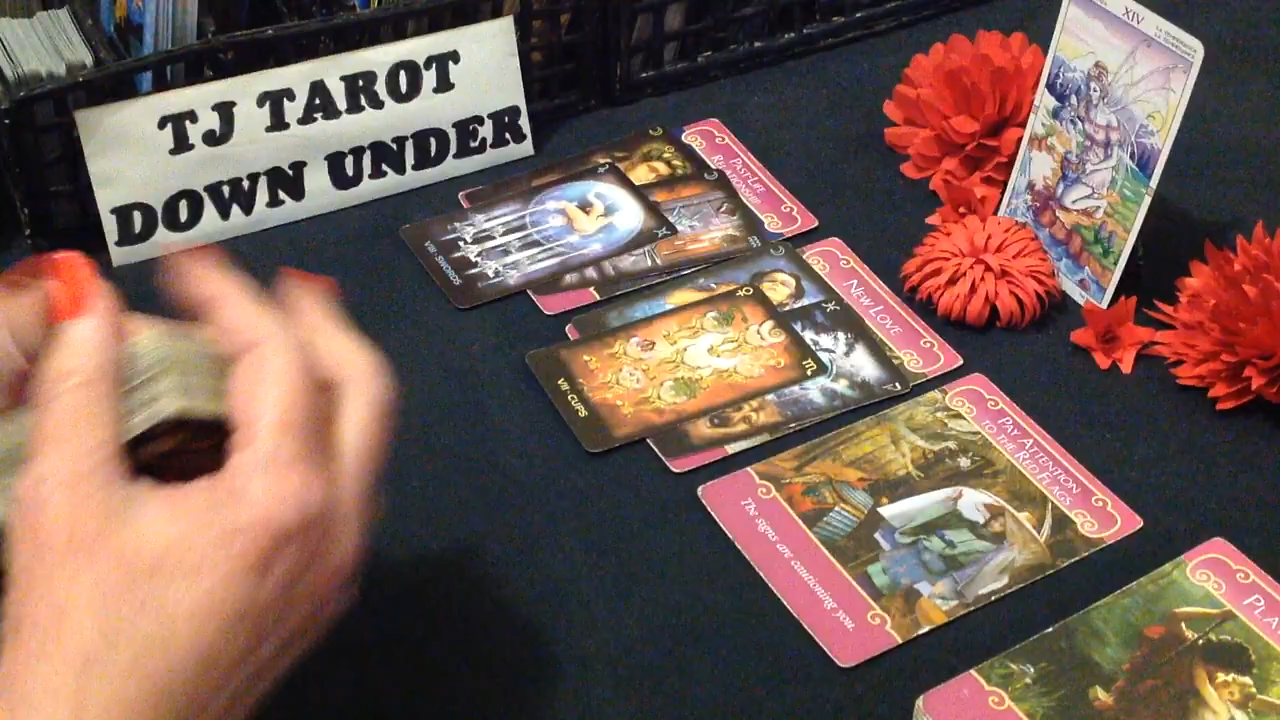 TJ TAROT
DOWN UNDER
XIV
PAST-LIFE
RELATIONSHIP
VIII · SWORDS
NEW LOVE
VII · CUPS
PAY ATTENTION
TO THE RED FLAGS
The signs are cautioning you.
PLA